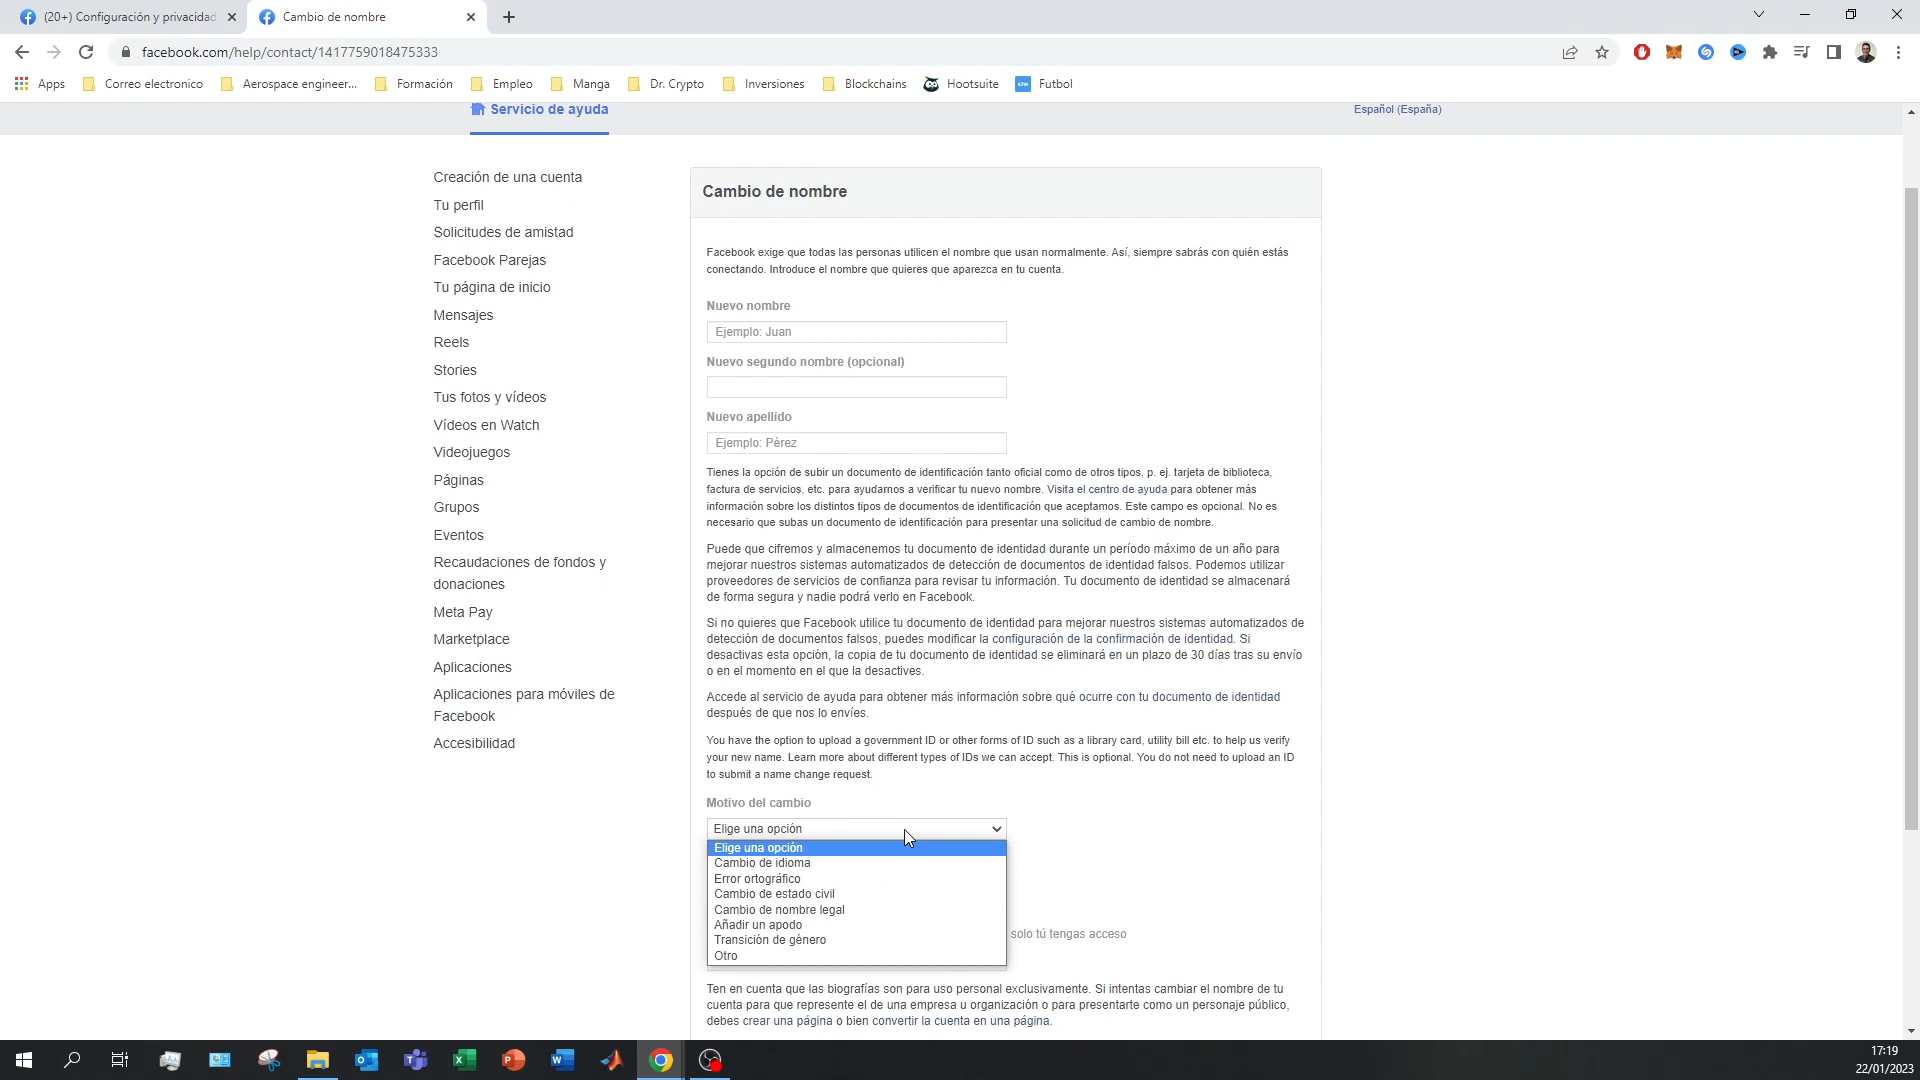 (20+) Configuración y privacidad
Cambio de nombre
facebook.com/help/contact/1417759018475333
Apps
Correo electronico
Aerospace engineer...
Formación
Empleo
Manga
Dr. Crypto
Inversiones
Blockchains
Hootsuite
Futbol
Servicio de ayuda
Español (España)
Creación de una cuenta
Tu perfil
Solicitudes de amistad
Facebook Parejas
Tu página de inicio
Mensajes
Reels
Stories
Tus fotos y vídeos
Vídeos en Watch
Videojuegos
Páginas
Grupos
Eventos
Recaudaciones de fondos y
donaciones
Meta Pay
Marketplace
Aplicaciones
Aplicaciones para móviles de
Facebook
Accesibilidad
Cambio de nombre
Facebook exige que todas las personas utilicen el nombre que usan normalmente. Así, siempre sabrás con quién estás
conectando. Introduce el nombre que quieres que aparezca en tu cuenta.
Nuevo nombre
Ejemplo: Juan
Nuevo segundo nombre (opcional)
Nuevo apellido
Ejemplo: Pérez
Tienes la opción de subir un documento de identificación tanto oficial como de otros tipos, p. ej. tarjeta de biblioteca,
factura de servicios, etc. para ayudarnos a verificar tu nuevo nombre. Visita el centro de ayuda para obtener más
información sobre los distintos tipos de documentos de identificación que aceptamos. Este campo es opcional. No es
necesario que subas un documento de identificación para presentar una solicitud de cambio de nombre.
Puede que cifremos y almacenemos tu documento de identidad durante un período máximo de un año para
mejorar nuestros sistemas automatizados de detección de documentos de identidad falsos. Podemos utilizar
proveedores de servicios de confianza para revisar tu información. Tu documento de identidad se almacenará
de forma segura y nadie podrá verlo en Facebook.
Si no quieres que Facebook utilice tu documento de identidad para mejorar nuestros sistemas automatizados de
detección de documentos falsos, puedes modificar la configuración de la confirmación de identidad. Si
desactivas esta opción, la copia de tu documento de identidad se eliminará en un plazo de 30 días tras su envío
o en el momento en el que la desactives.
Accede al servicio de ayuda para obtener más información sobre qué ocurre con tu documento de identidad
después de que nos lo envíes.
You have the option to upload a government ID or other forms of ID such as a library card, utility bill etc. to help us verify
your new name. Learn more about different types of IDs we can accept. This is optional. You do not need to upload an ID
to submit a name change request.
Motivo del cambio
Elige una opción
Elige una opción
Cambio de idioma
Error ortográfico
Cambio de estado civil
Cambio de nombre legal
Añadir un apodo
Transición de género
Otro
solo tú tengas acceso
Ten en cuenta que las biografías son para uso personal exclusivamente. Si intentas cambiar el nombre de tu
cuenta para que represente el de una empresa u organización o para presentarte como un personaje público,
debes crear una página o bien convertir la cuenta en una página.
17:19
22/01/2023